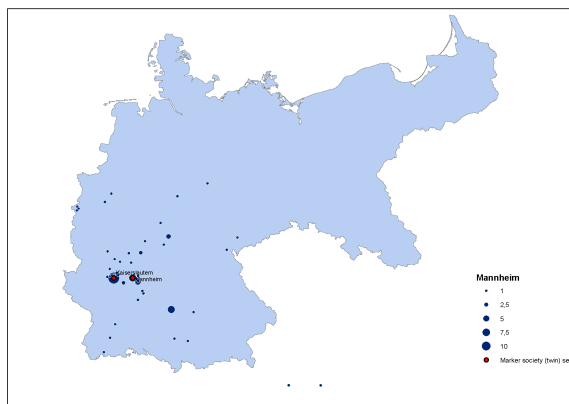 Kaiserslautern
Mannheim
Mannheim
1
2,5
5
7,5
10
Marker society (twin) se